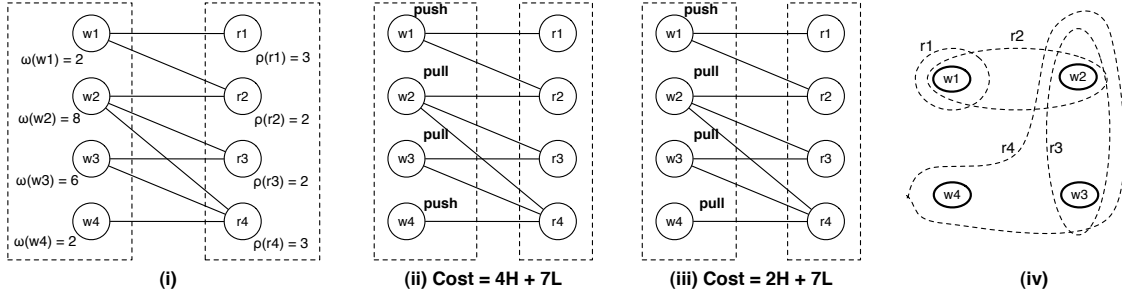 w1
r1
ω(w1) = 2
ρ(r1) = 3
w2
r2
ω(w2) = 8
ρ(r2) = 2
w3
r3
ω(w3) = 6
ρ(r3) = 2
w4
r4
ω(w4) = 2
ρ(r4) = 3
(i)
push
w1
r1
pull
w2
r2
pull
w3
r3
push
w4
r4
(ii) Cost = 4H + 7L
push
w1
r1
pull
w2
r2
pull
w3
r3
pull
w4
r4
(iii) Cost = 2H + 7L
r1
r2
w1
w2
r4
r3
w4
w3
(iv)